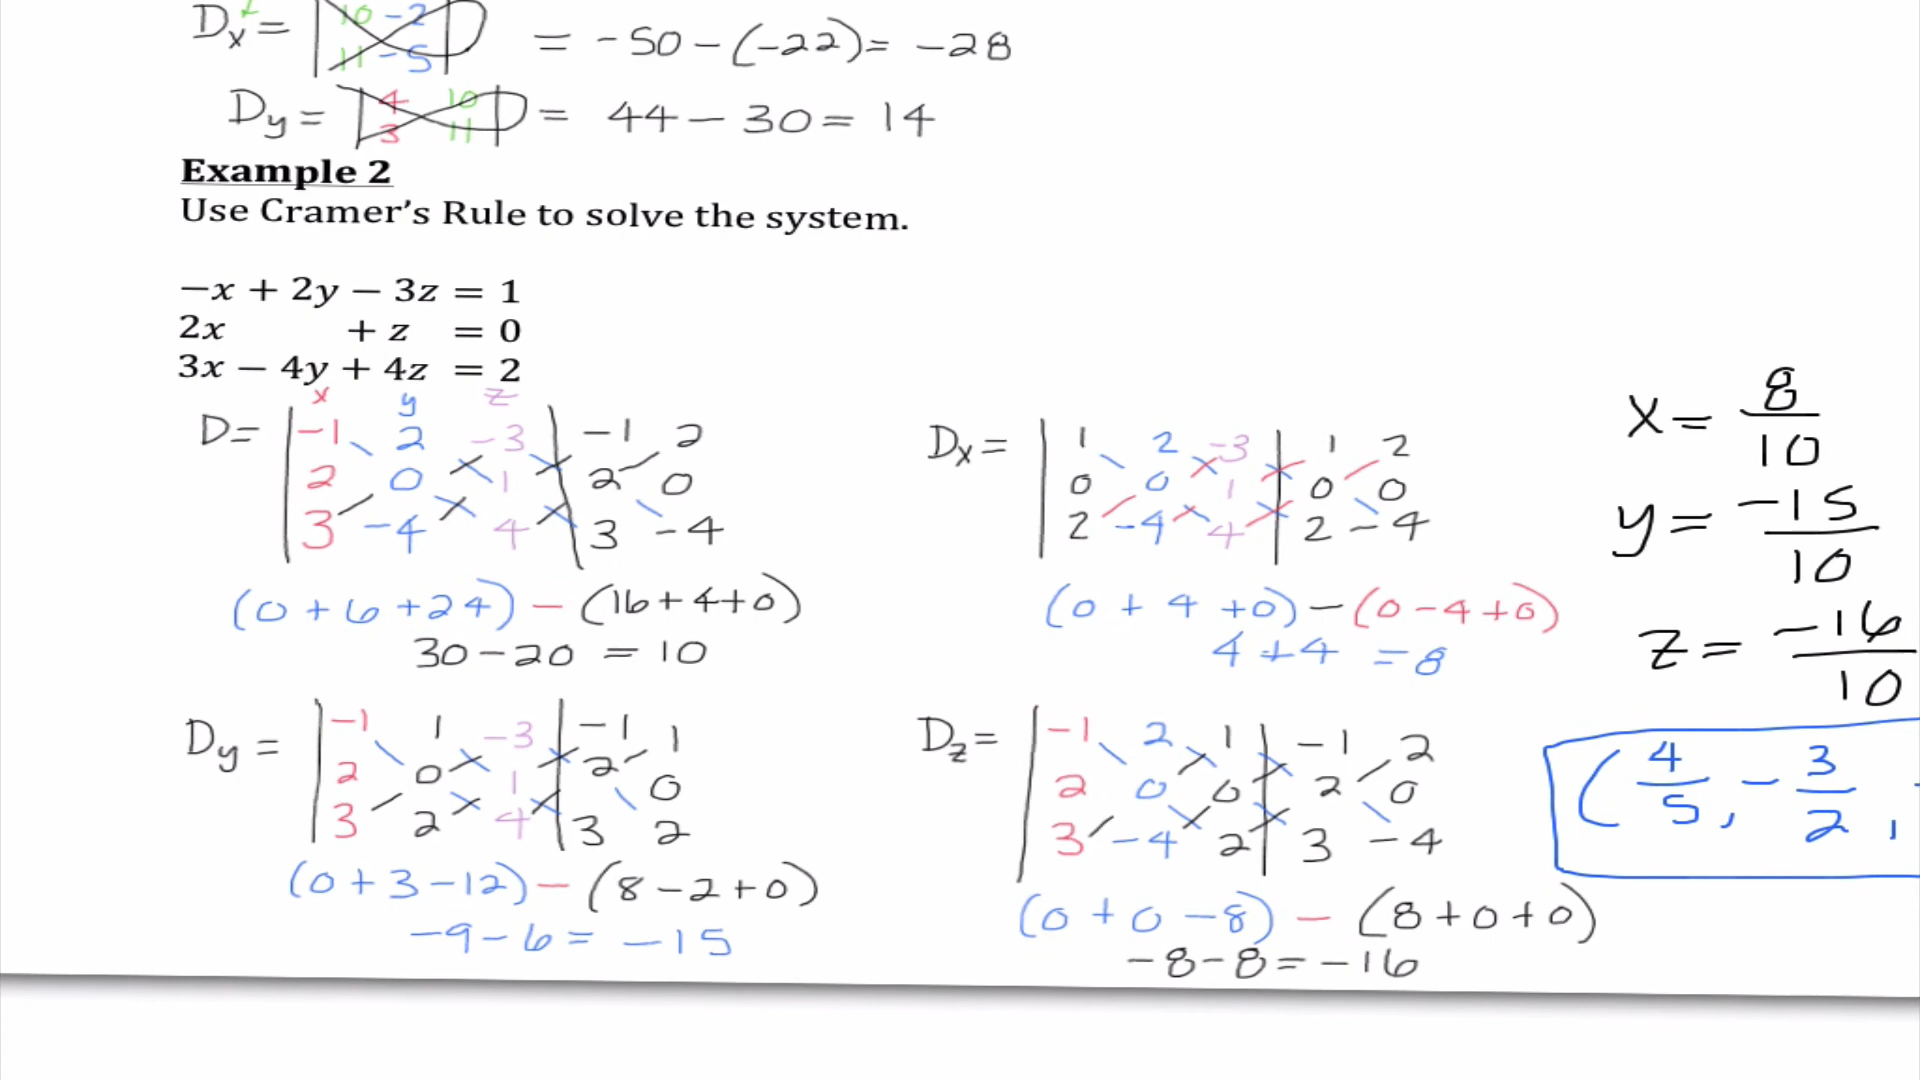 Dx = | 10 -2 | = -50 - (-22) = -28
11 -5
Dy = | 4 10 | = 44 - 30 = 14
3 11
Example 2
Use Cramer's Rule to solve the system.
−x + 2y − 3z = 1
2x + z = 0
3x − 4y + 4z = 2
x y z
D = | -1 2 -3 | -1 2
2 0 1 | 2 0
3 -4 4 | 3 -4
(0 + 6 + 24) - (16 + 4 + 0)
30 - 20 = 10
Dx = | 1 2 -3 | 1 2
0 0 1 | 0 0
2 -4 4 | 2 -4
(0 + 4 + 0) - (0 - 4 + 0)
4 + 4 = 8
Dy = | -1 1 -3 | -1 1
2 0 1 | 2 0
3 2 4 | 3 2
(0 + 3 - 12) - (8 - 2 + 0)
-9 - 6 = -15
Dz = | -1 2 1 | -1 2
2 0 0 | 2 0
3 -4 2 | 3 -4
(0 + 0 - 8) - (8 + 0 + 0)
-8 - 8 = -16
x = 8/10
y = -15/10
z = -16/10
(4/5, -3/2,